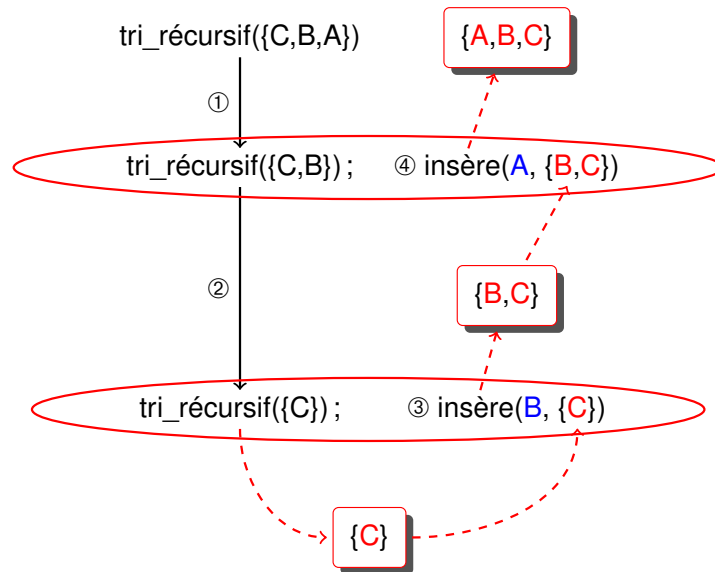 tri_récursif({C,B,A}) {A,B,C}
①
tri_récursif({C,B}) ; ④ insère(A, {B,C})
② {B,C}
tri_récursif({C}) ; ③ insère(B, {C})
{C}